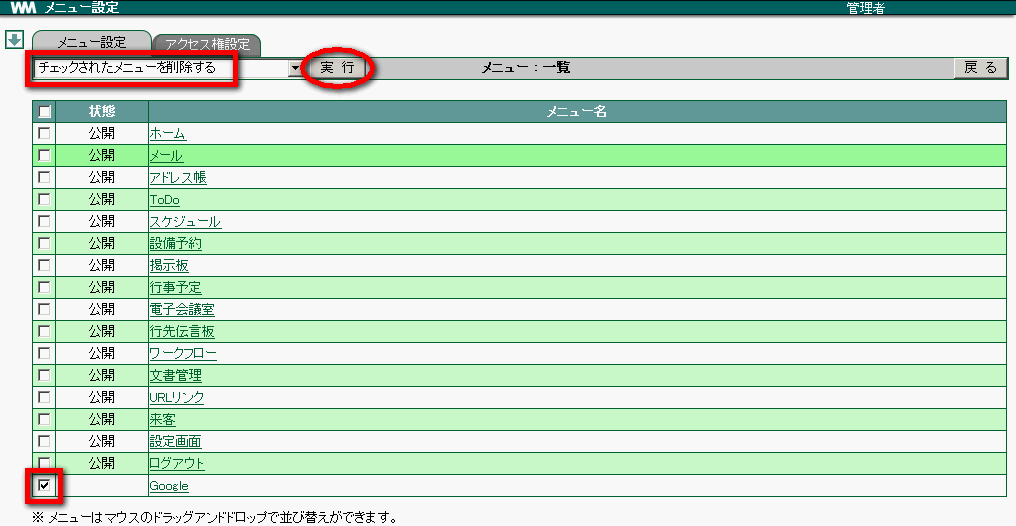 WM メニュー設定 管理者
メニュー設定 アクセス権設定
チェックされたメニューを削除する 実 行 メニュー：一覧 戻 る
状態 メニュー名
公開 ホーム
公開 メール
公開 アドレス帳
公開 ToDo
公開 スケジュール
公開 設備予約
公開 掲示板
公開 行事予定
公開 電子会議室
公開 行先伝言板
公開 ワークフロー
公開 文書管理
公開 URLリンク
公開 来客
公開 設定画面
公開 ログアウト
Google
※ メニューはマウスのドラッグアンドドロップで並び替えができます。